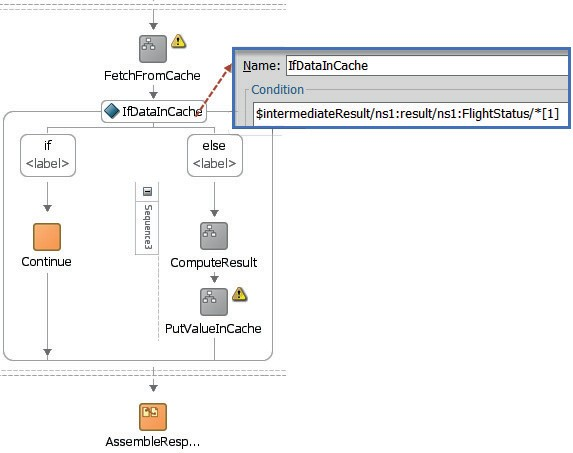 FetchFromCache
Name: IfDataInCache
Condition
$intermediateResult/ns1:result/ns1:FlightStatus/*[1]
IfDataInCache
if
<label>
else
<label>
Sequence3
Continue
ComputeResult
PutValueInCache
AssembleResp...